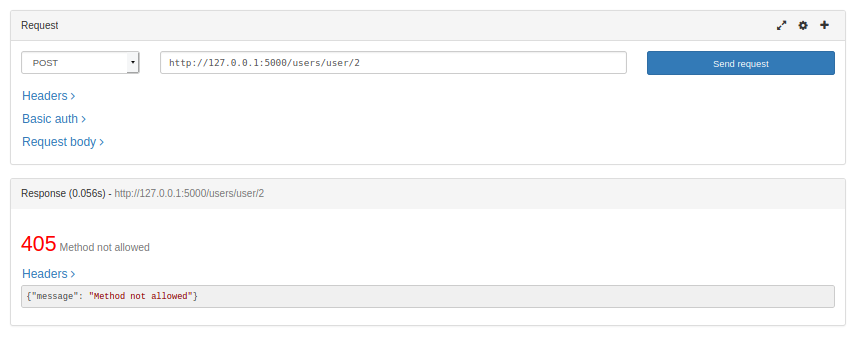 Request
POST
http://127.0.0.1:5000/users/user/2
Send request
Headers
Basic auth
Request body
Response (0.056s) - http://127.0.0.1:5000/users/user/2
405 Method not allowed
Headers
{"message": "Method not allowed"}